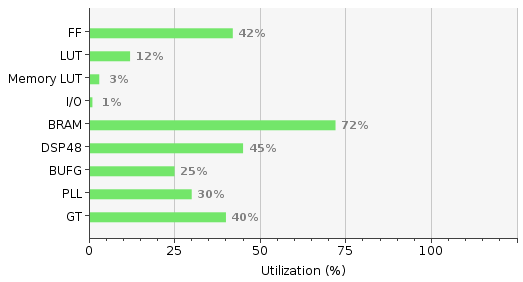 FF 42%
LUT 12%
Memory LUT 3%
I/O 1%
BRAM 72%
DSP48 45%
BUFG 25%
PLL 30%
GT 40%
0 25 50 75 100
Utilization (%)